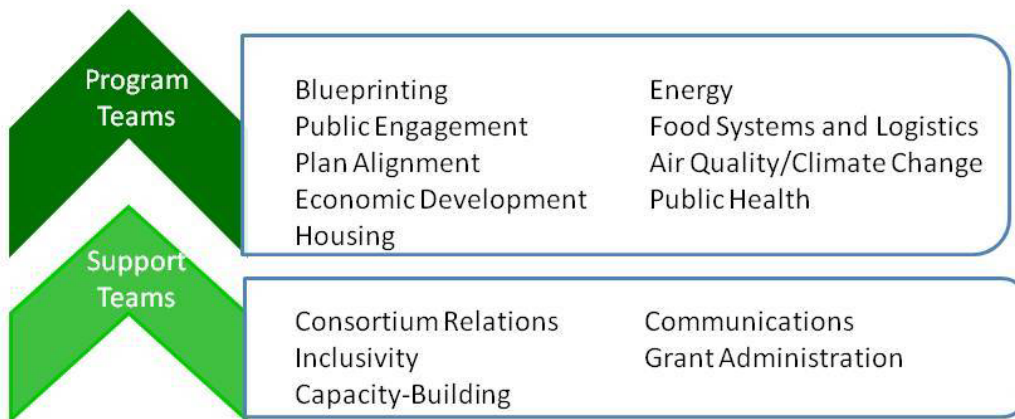 Program
Teams
Blueprinting
Public Engagement
Plan Alignment
Economic Development
Housing
Energy
Food Systems and Logistics
Air Quality/Climate Change
Public Health
Support
Teams
Consortium Relations
Inclusivity
Capacity-Building
Communications
Grant Administration